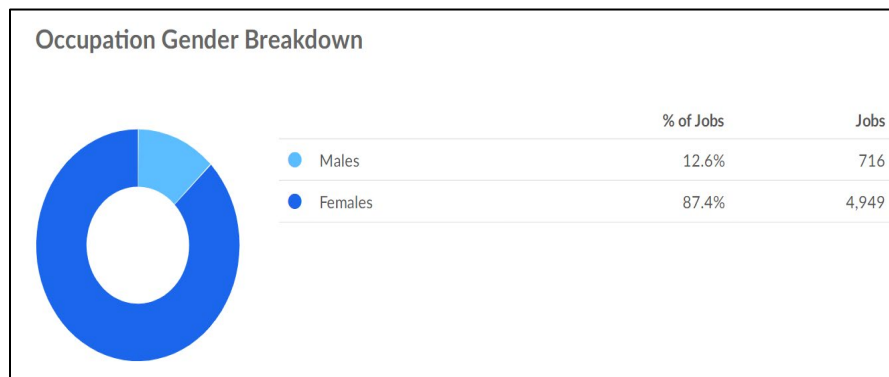 Occupation Gender Breakdown
% of Jobs Jobs
Males 12.6% 716
Females 87.4% 4,949